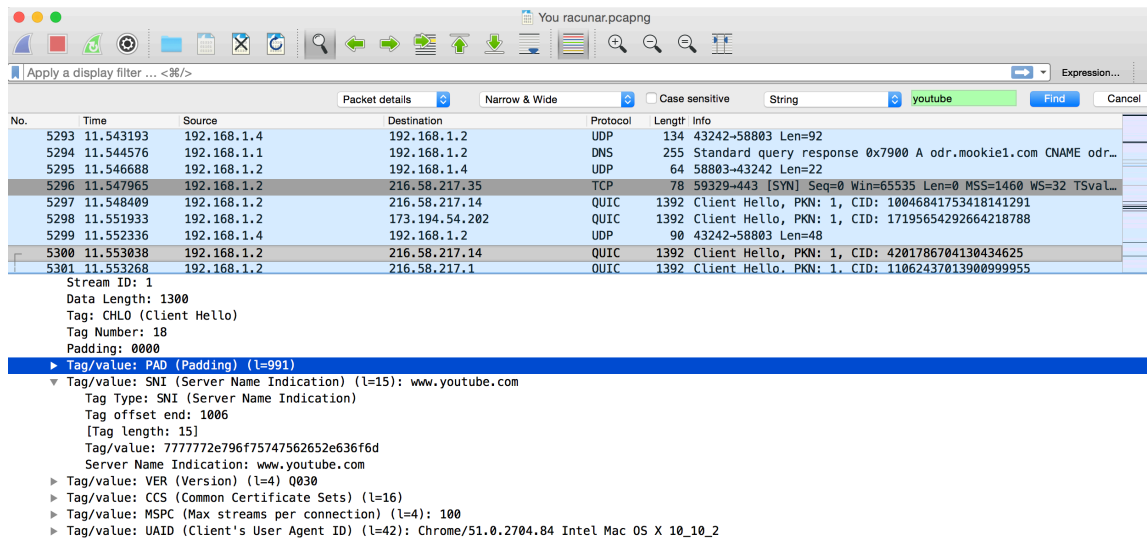 You racunar.pcapng
Apply a display filter … <⌘/> Expression…
Packet details Narrow & Wide Case sensitive String youtube Find Cancel
No. Time Source Destination Protocol Length Info
5293 11.543193 192.168.1.4 192.168.1.2 UDP 134 43242→58803 Len=92
5294 11.544576 192.168.1.1 192.168.1.2 DNS 255 Standard query response 0x7900 A odr.mookie1.com CNAME odr…
5295 11.546688 192.168.1.2 192.168.1.4 UDP 64 58803→43242 Len=22
5296 11.547965 192.168.1.2 216.58.217.35 TCP 78 59329→443 [SYN] Seq=0 Win=65535 Len=0 MSS=1460 WS=32 TSval…
5297 11.548409 192.168.1.2 216.58.217.14 QUIC 1392 Client Hello, PKN: 1, CID: 10046841753418141291
5298 11.551933 192.168.1.2 173.194.54.202 QUIC 1392 Client Hello, PKN: 1, CID: 17195654292664218788
5299 11.552336 192.168.1.4 192.168.1.2 UDP 90 43242→58803 Len=48
5300 11.553038 192.168.1.2 216.58.217.14 QUIC 1392 Client Hello, PKN: 1, CID: 4201786704130434625
5301 11.553268 192.168.1.2 216.58.217.1 QUIC 1392 Client Hello, PKN: 1, CID: 11062437013900999955
Stream ID: 1
Data Length: 1300
Tag: CHLO (Client Hello)
Tag Number: 18
Padding: 0000
Tag/value: PAD (Padding) (l=991)
Tag/value: SNI (Server Name Indication) (l=15): www.youtube.com
Tag Type: SNI (Server Name Indication)
Tag offset end: 1006
[Tag length: 15]
Tag/value: 7777772e796f75747562652e636f6d
Server Name Indication: www.youtube.com
Tag/value: VER (Version) (l=4) Q030
Tag/value: CCS (Common Certificate Sets) (l=16)
Tag/value: MSPC (Max streams per connection) (l=4): 100
Tag/value: UAID (Client's User Agent ID) (l=42): Chrome/51.0.2704.84 Intel Mac OS X 10_10_2